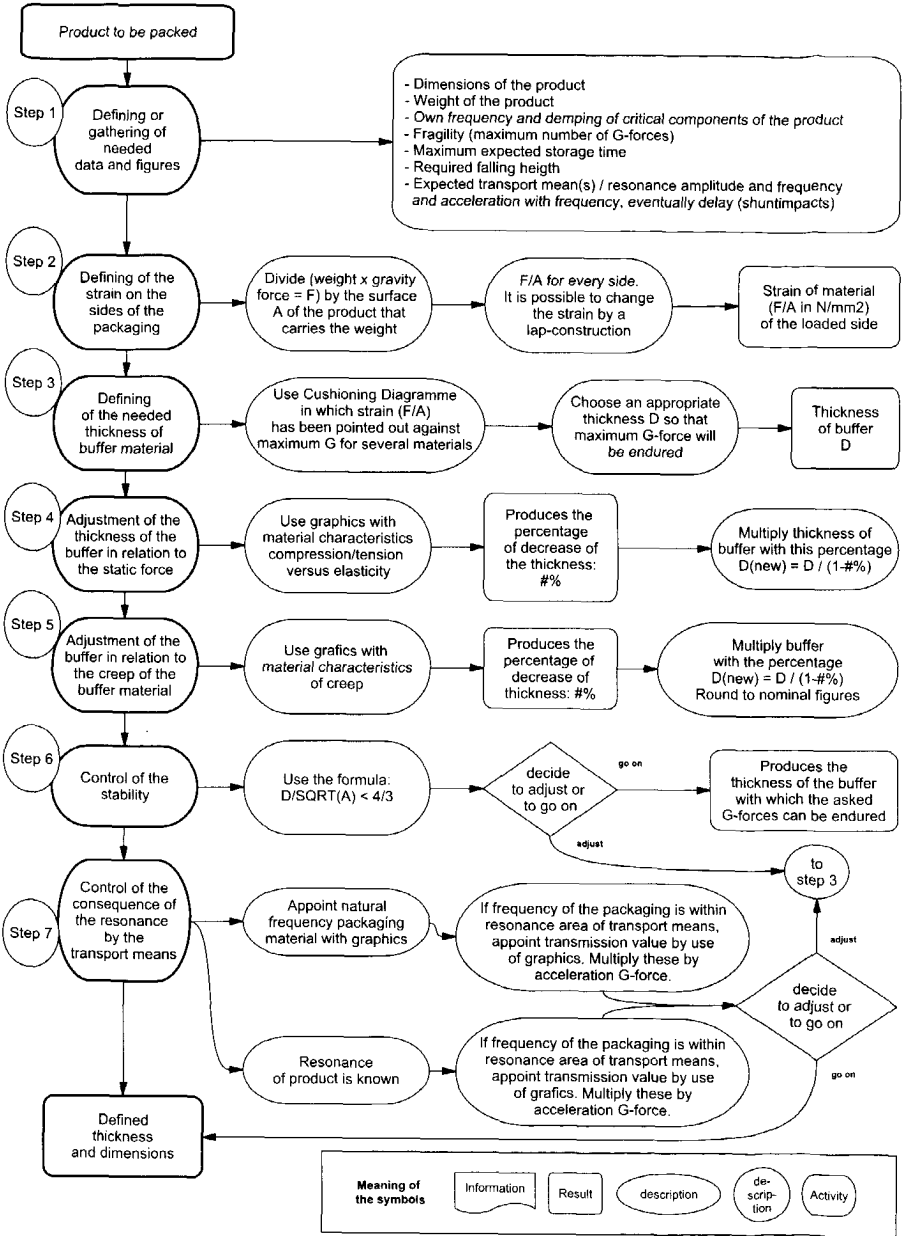 Product to be packed
Step 1
Defining or
gathering of
needed
data and figures
- Dimensions of the product
- Weight of the product
- Own frequency and demping of critical components of the product
- Fragility (maximum number of G-forces)
- Maximum expected storage time
- Required falling heigth
- Expected transport mean(s) / resonance amplitude and frequency
and acceleration with frequency, eventually delay (shuntimpacts)
Step 2
Defining of the
strain on the
sides of the
packaging
Divide (weight x gravity
force = F) by the surface
A of the product that
carries the weight
F/A for every side.
It is possible to change
the strain by a
lap-construction
Strain of material
(F/A in N/mm2)
of the loaded side
Step 3
Defining
of the needed
thickness of
buffer material
Use Cushioning Diagramme
in which strain (F/A)
has been pointed out against
maximum G for several materials
Choose an appropriate
thickness D so that
maximum G-force will
be endured
Thickness
of buffer
D
Step 4
Adjustment of the
thickness of the
buffer in relation to
the static force
Use graphics with
material characteristics
compression/tension
versus elasticity
Produces the
percentage
of decrease of
the thickness:
#%
Multiply thickness of
buffer with this percentage
D(new) = D / (1-#%)
Step 5
Adjustment of the
buffer in relation to
the creep of the
buffer material
Use grafics with
material characteristics
of creep
Produces the
percentage of
decrease of
thickness: #%
Multiply buffer
with the percentage
D(new) = D / (1-#%)
Round to nominal figures
Step 6
Control of the
stability
Use the formula:
D/SQRT(A) < 4/3
decide
to adjust or
to go on
go on
Produces the
thickness of the buffer
with which the asked
G-forces can be endured
adjust
to
step 3
Step 7
Control of the
consequence of
the resonance
by the
transport means
Appoint natural
frequency packaging
material with graphics
If frequency of the packaging is within
resonance area of transport means,
appoint transmission value by use
of graphics. Multiply these by
acceleration G-force.
adjust
decide
to adjust or
to go on
go on
Resonance
of product is known
If frequency of the packaging is within
resonance area of transport means,
appoint transmission value by use
of grafics. Multiply these by
acceleration G-force.
Defined
thickness
and dimensions
Meaning of
the symbols
Information
Result
description
de-
scrip-
tion
Activity